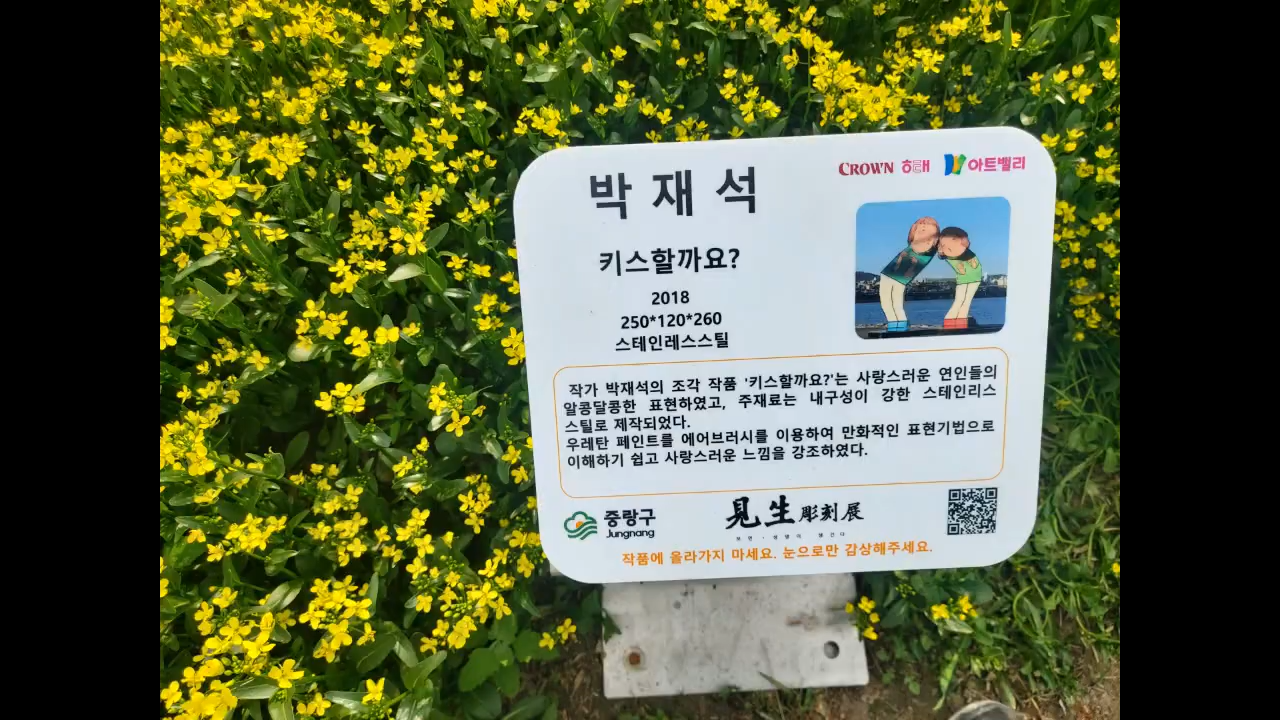 CROWN 해태 아트밸리
박재석
키스할까요?
2018
250*120*260
스테인레스스틸
작가 박재석의 조각 작품 '키스할까요?'는 사랑스러운 연인들의
알콩달콩한 표현하였고, 주재료는 내구성이 강한 스테인리스
스틸로 제작되었다.
우레탄 페인트를 에어브러시를 이용하여 만화적인 표현기법으로
이해하기 쉽고 사랑스러운 느낌을 강조하였다.
중랑구
Jungnang
見生彫刻展
작품에 올라가지 마세요. 눈으로만 감상해주세요.